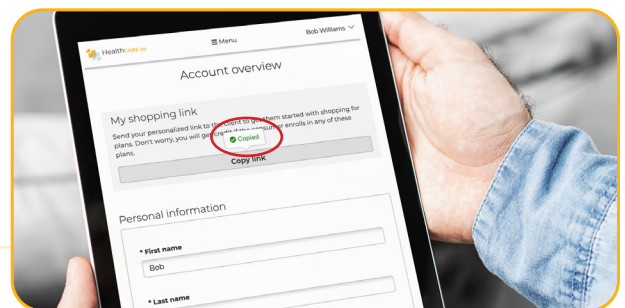 HealthCARE.os
Menu
Bob Williams
Account overview
My shopping link
Send your personalized link to the client to get them started with shopping for
plans. Don't worry, you will get credit if the consumer enrolls in any of these
plans.
Copied
Copy link
Personal information
* First name
Bob
* Last name